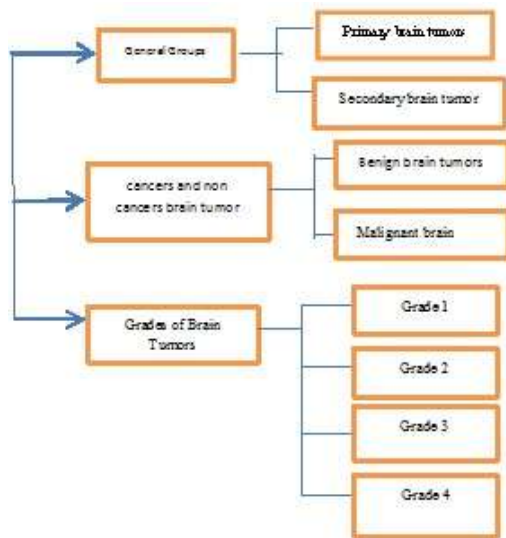 General Groups
Primary brain tumors
Secondary brain tumor
cancers and non
cancers brain tumor
Benign brain tumors
Malignant brain
Grades of Brain
Tumors
Grade 1
Grade 2
Grade 3
Grade 4